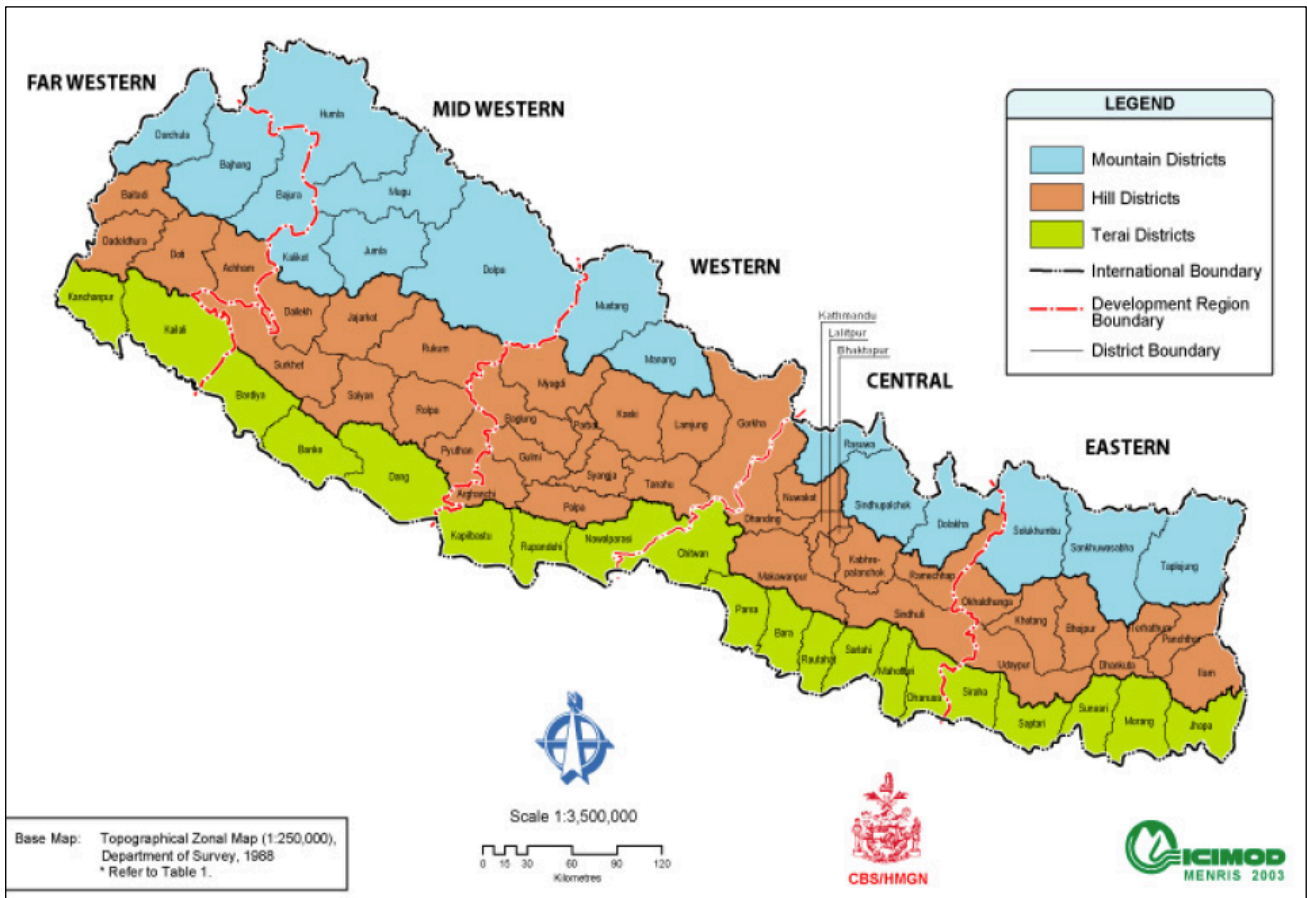 FAR WESTERN
MID WESTERN
WESTERN
CENTRAL
EASTERN
LEGEND
Mountain Districts
Hill Districts
Terai Districts
International Boundary
Development Region
Boundary
District Boundary
Humla
Darchula
Bajhang
Bajura
Mugu
Baitadi
Dadeldhura
Doti
Achham
Kalikot
Jumla
Dolpa
Mustang
Manang
Kanchanpur
Kailali
Dailekh
Jajarkot
Rukum
Surkhet
Salyan
Rolpa
Pyuthan
Bardiya
Banke
Dang
Myagdi
Baglung
Parbat
Kaski
Lamjung
Gorkha
Gulmi
Syangja
Tanahu
Palpa
Kapilbastu
Rupandehi
Nawalparasi
Chitwan
Kathmandu
Lalitpur
Bhaktapur
Rasuwa
Nuwakot
Sindhupalchok
Dolakha
Dhanding
Makawanpur
Kabhre-
palanchok
Ramechhap
Sindhuli
Parsa
Bara
Rautahat
Sarlahi
Mahottari
Dhanusa
Solukhumbu
Sankhuwasabha
Taplejung
Okhaldhunga
Khotang
Bhojpur
Terhathum
Panchthar
Dhankuta
Ilam
Udaypur
Siraha
Saptari
Sunsari
Morang
Jhapa
Scale 1:3,500,000
0 15 30 60 90 120
Kilometres
Base Map: Topographical Zonal Map (1:250,000),
Department of Survey, 1988
* Refer to Table 1.
CBS/HMGN
ICIMOD
MENRIS 2003